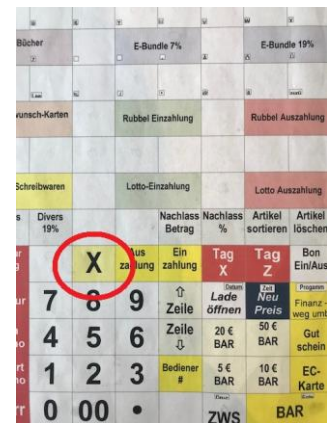 Bücher E-Bundle 7% E-Bundle 19%
wunsch-Karten Rubbel Einzahlung Rubbel Auszahlung
Schreibwaren Lotto-Einzahlung Lotto Auszahlung
Divers 19% Nachlass Betrag Nachlass % Artikel sortieren Artikel löschen
X Aus zahlung Ein zahlung Tag X Tag Z Bon Ein/Aus
7 8 9 ⇧ Zeile Lade öffnen Neu Preis Finanz-weg umb
4 5 6 Zeile ⇩ 20 € BAR 50 € BAR Gut schein
1 2 3 Bediener # 5 € BAR 10 € BAR EC-Karte
0 00 • ZWS BAR